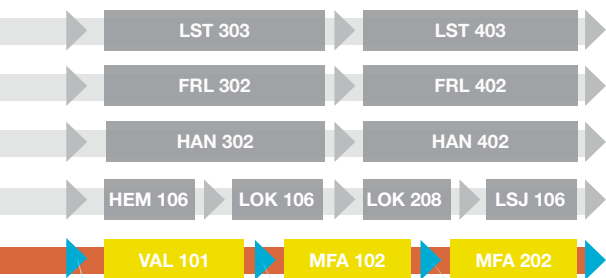 LST 303 LST 403
FRL 302 FRL 402
HAN 302 HAN 402
HEM 106 LOK 106 LOK 208 LSJ 106
VAL 101 MFA 102 MFA 202